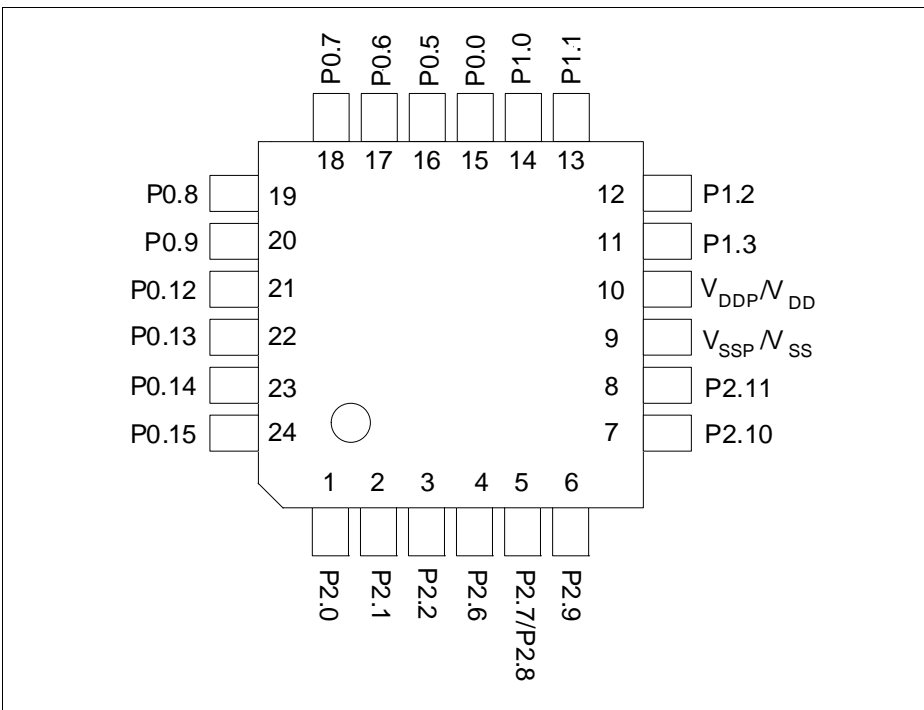 P0.7 P0.6 P0.5 P0.0 P1.0 P1.1
18 17 16 15 14 13
P0.8 19 12 P1.2
P0.9 20 11 P1.3
P0.12 21 10 VDDP/VDD
P0.13 22 9 VSSP/VSS
P0.14 23 8 P2.11
P0.15 24 7 P2.10
1 2 3 4 5 6
P2.0 P2.1 P2.2 P2.6 P2.7/P2.8 P2.9